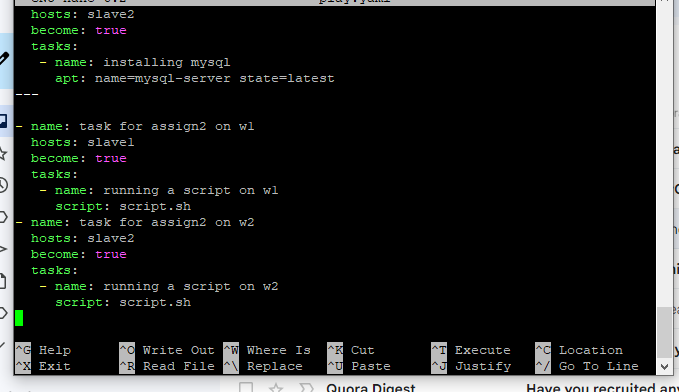 hosts: slave2
  become: true
  tasks:
   - name: installing mysql
     apt: name=mysql-server state=latest
---
- name: task for assign2 on w1
  hosts: slave1
  become: true
  tasks:
   - name: running a script on w1
     script: script.sh
- name: task for assign2 on w2
  hosts: slave2
  become: true
  tasks:
   - name: running a script on w2
     script: script.sh
^G Help ^O Write Out ^W Where Is ^K Cut ^T Execute ^C Location
^X Exit ^R Read File ^\ Replace ^U Paste ^J Justify ^/ Go To Line
Quora Digest Have you recruited any